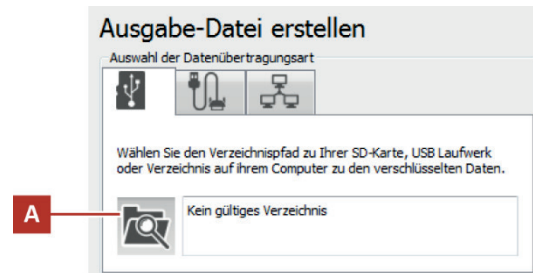 Ausgabe-Datei erstellen
Auswahl der Datenübertragungsart
Wählen Sie den Verzeichnispfad zu Ihrer SD-Karte, USB Laufwerk
oder Verzeichnis auf ihrem Computer zu den verschlüsselten Daten.
A
Kein gültiges Verzeichnis